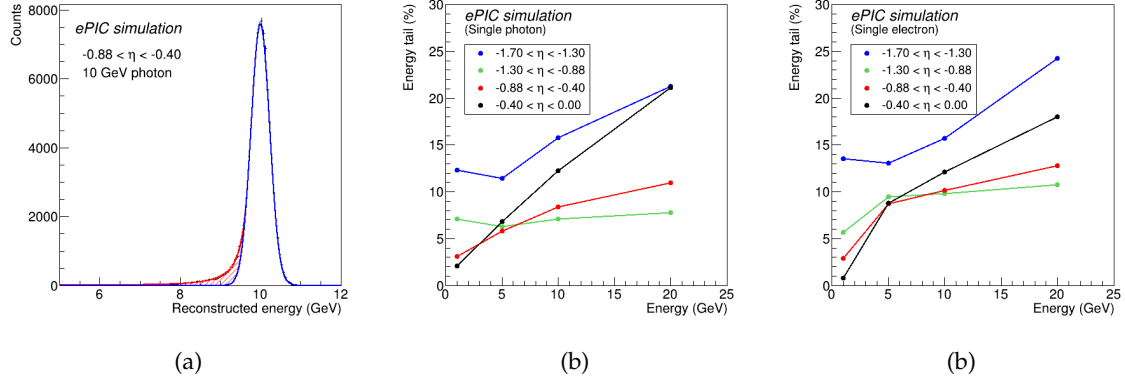 Counts
8000
6000
4000
2000
0
ePIC simulation
-0.88 < η < -0.40
10 GeV photon
6 8 10 12
Reconstructed energy (GeV)
(a)
Energy tail (%)
30
25
20
15
10
5
0
ePIC simulation
(Single photon)
-1.70 < η < -1.30
-1.30 < η < -0.88
-0.88 < η < -0.40
-0.40 < η < 0.00
0 5 10 15 20 25
Energy (GeV)
(b)
Energy tail (%)
30
25
20
15
10
5
0
ePIC simulation
(Single electron)
-1.70 < η < -1.30
-1.30 < η < -0.88
-0.88 < η < -0.40
-0.40 < η < 0.00
0 5 10 15 20 25
Energy (GeV)
(b)